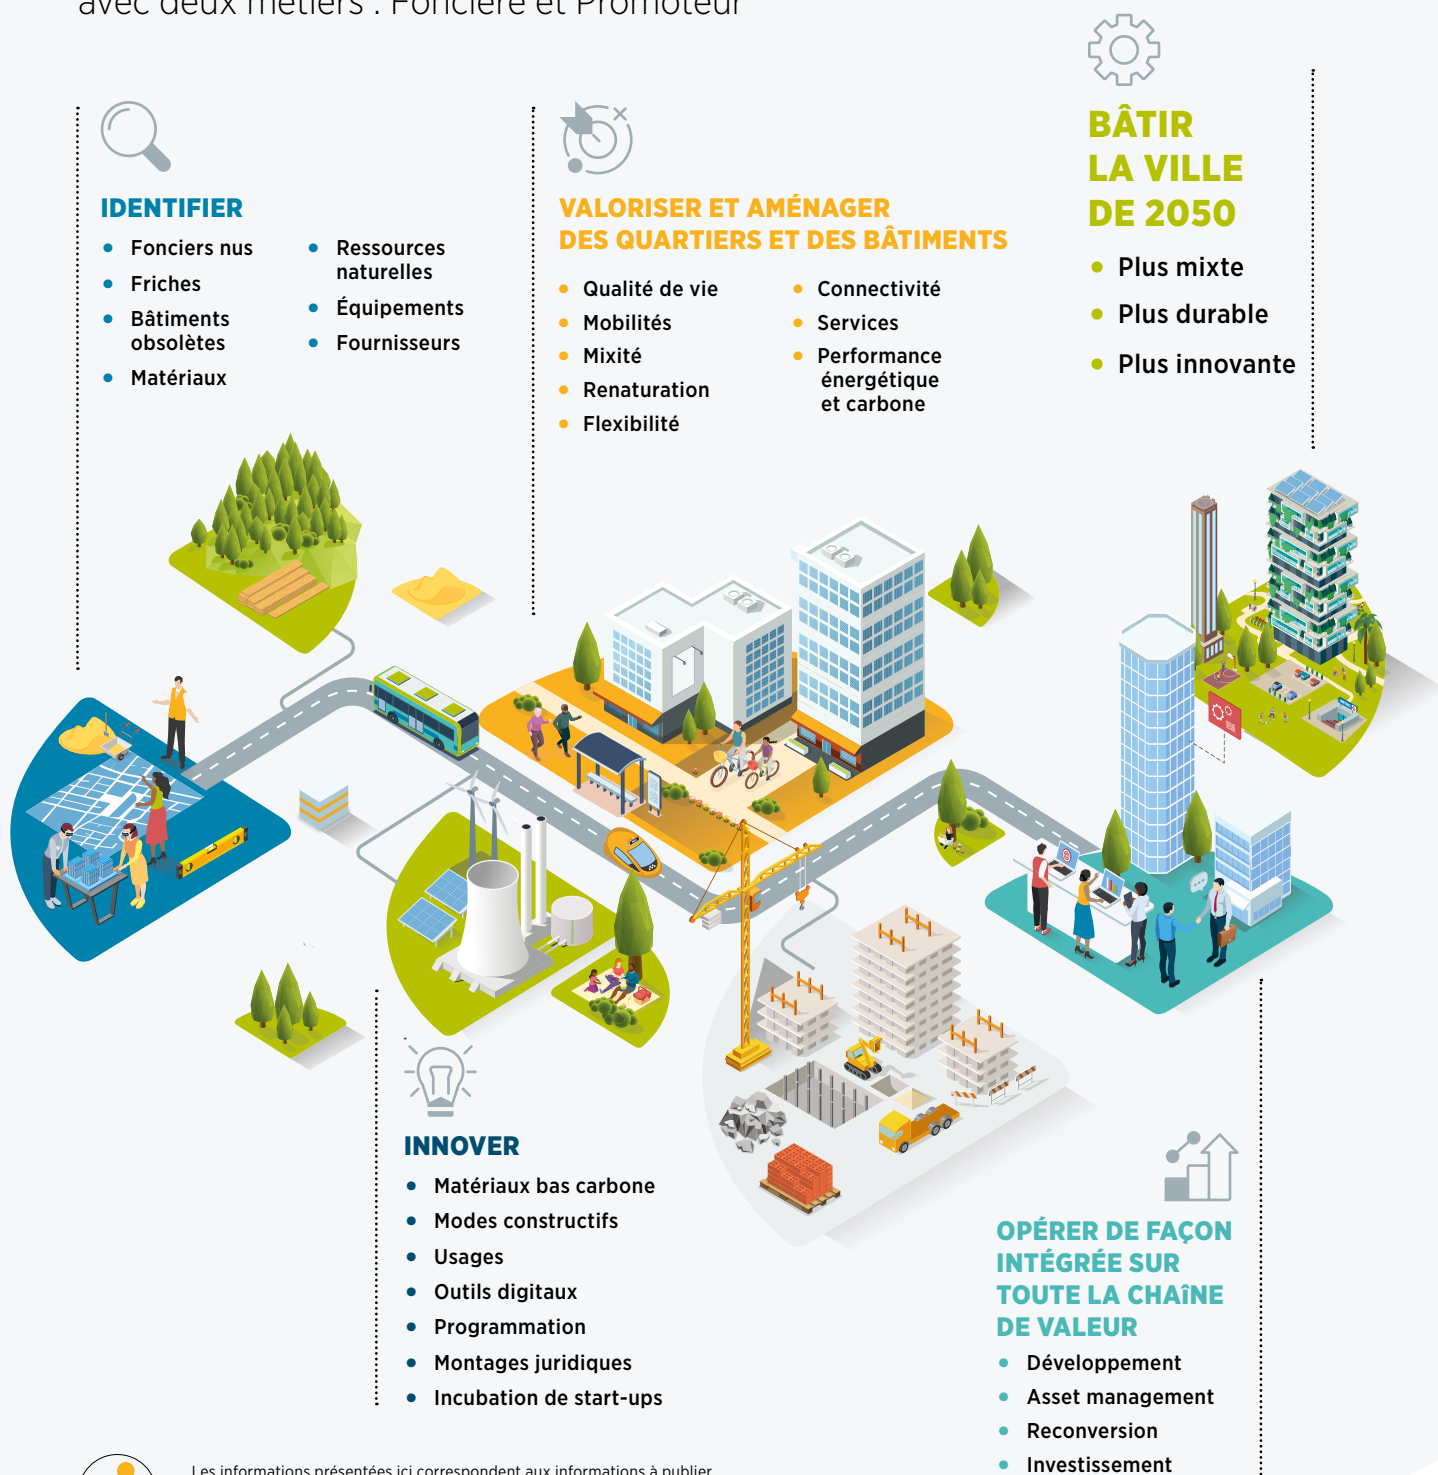 avec deux métiers : Foncière et Promoteur
IDENTIFIER
Fonciers nus
Friches
Bâtiments
obsolètes
Matériaux
Ressources
naturelles
Équipements
Fournisseurs
VALORISER ET AMÉNAGER
DES QUARTIERS ET DES BÂTIMENTS
Qualité de vie
Mobilités
Mixité
Renaturation
Flexibilité
Connectivité
Services
Performance
énergétique
et carbone
BÂTIR
LA VILLE
DE 2050
Plus mixte
Plus durable
Plus innovante
INNOVER
Matériaux bas carbone
Modes constructifs
Usages
Outils digitaux
Programmation
Montages juridiques
Incubation de start-ups
OPÉRER DE FAÇON
INTÉGRÉE SUR
TOUTE LA CHAîNE
DE VALEUR
Développement
Asset management
Reconversion
Investissement
Les informations présentées ici correspondent aux informations à publier